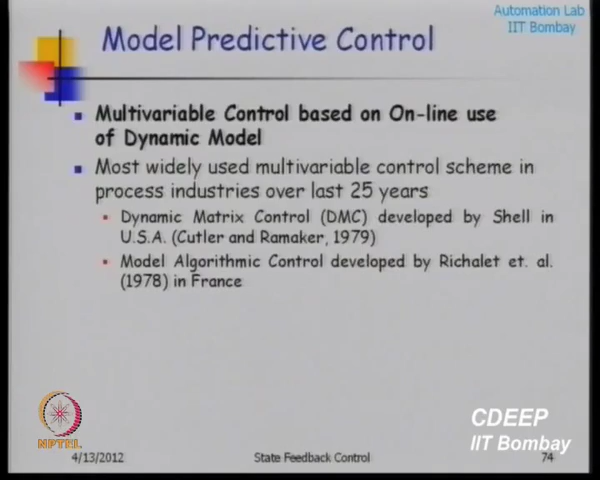 Automation Lab
IIT Bombay
Model Predictive Control
Multivariable Control based on On-line use
of Dynamic Model
Most widely used multivariable control scheme in
process industries over last 25 years
Dynamic Matrix Control (DMC) developed by Shell in
U.S.A. (Cutler and Ramaker, 1979)
Model Algorithmic Control developed by Richalet et. al.
(1978) in France
NPTEL
CDEEP
IIT Bombay
4/13/2012
State Feedback Control
74